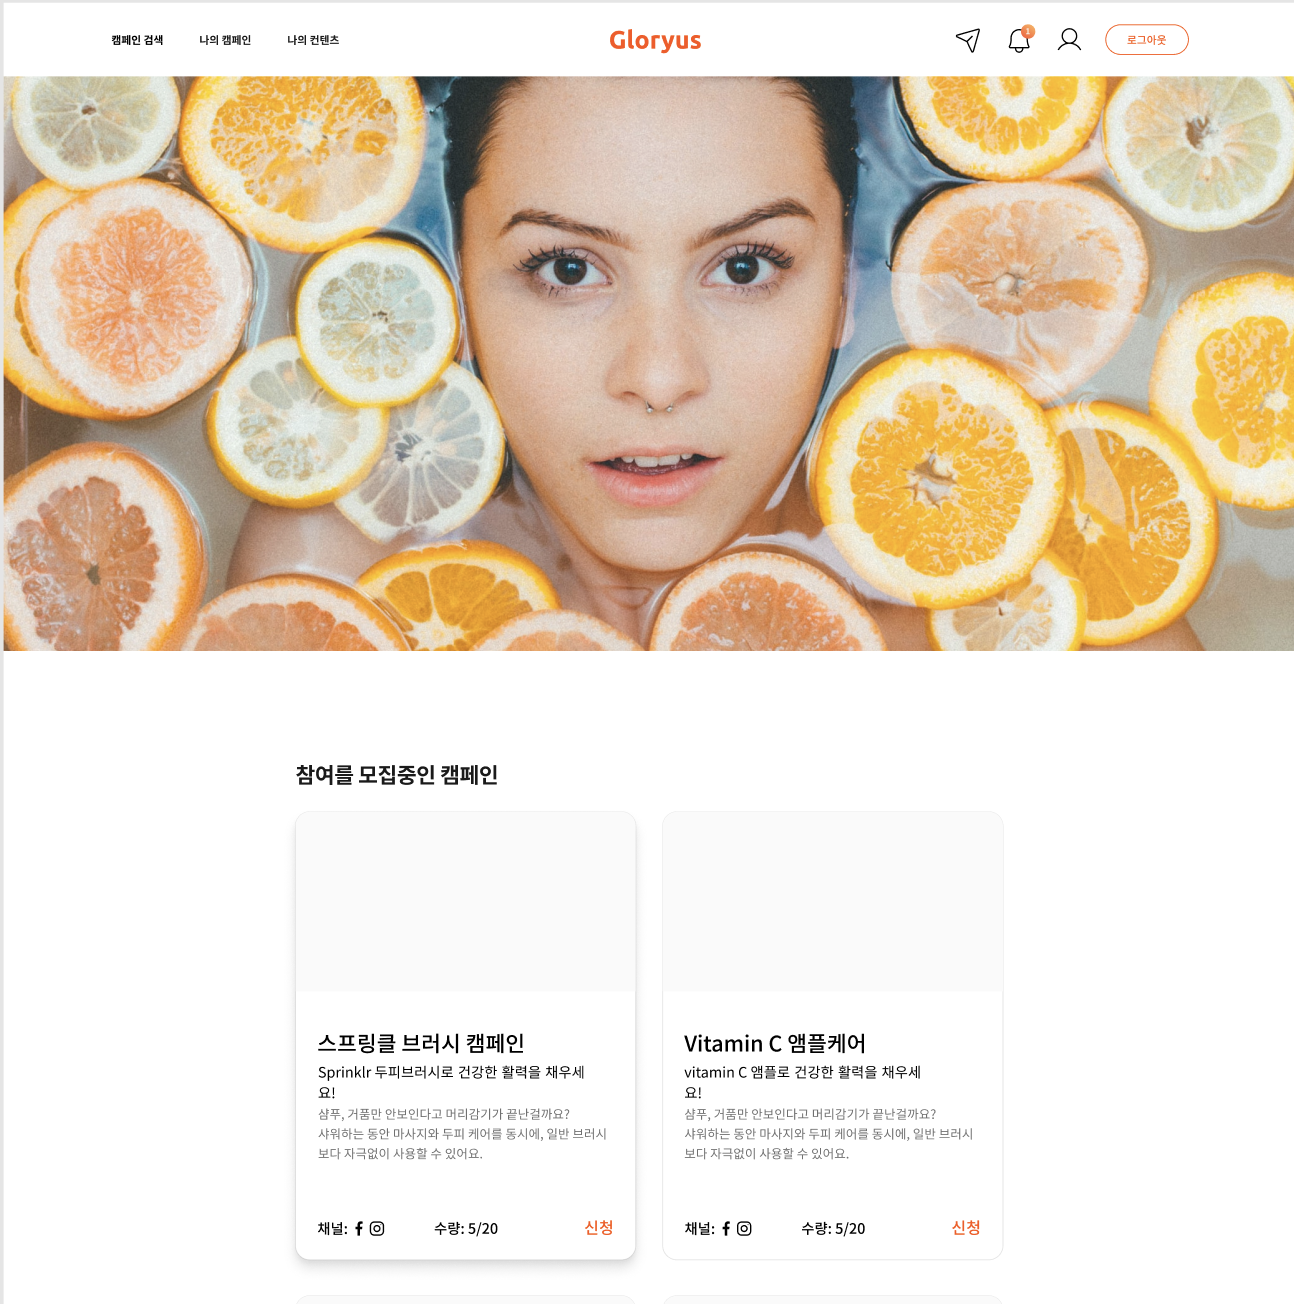 캠페인 검색 나의 캠페인 나의 컨텐츠 Gloryus 1 로그아웃
참여를 모집중인 캠페인
스프링클 브러시 캠페인
Sprinklr 두피브러시로 건강한 활력을 채우세
요!
샴푸, 거품만 안보인다고 머리감기가 끝난걸까요?
샤워하는 동안 마사지와 두피 케어를 동시에, 일반 브러시
보다 자극없이 사용할 수 있어요.
채널: 수량: 5/20 신청
Vitamin C 앰플케어
vitamin C 앰플로 건강한 활력을 채우세
요!
샴푸, 거품만 안보인다고 머리감기가 끝난걸까요?
샤워하는 동안 마사지와 두피 케어를 동시에, 일반 브러시
보다 자극없이 사용할 수 있어요.
채널: 수량: 5/20 신청